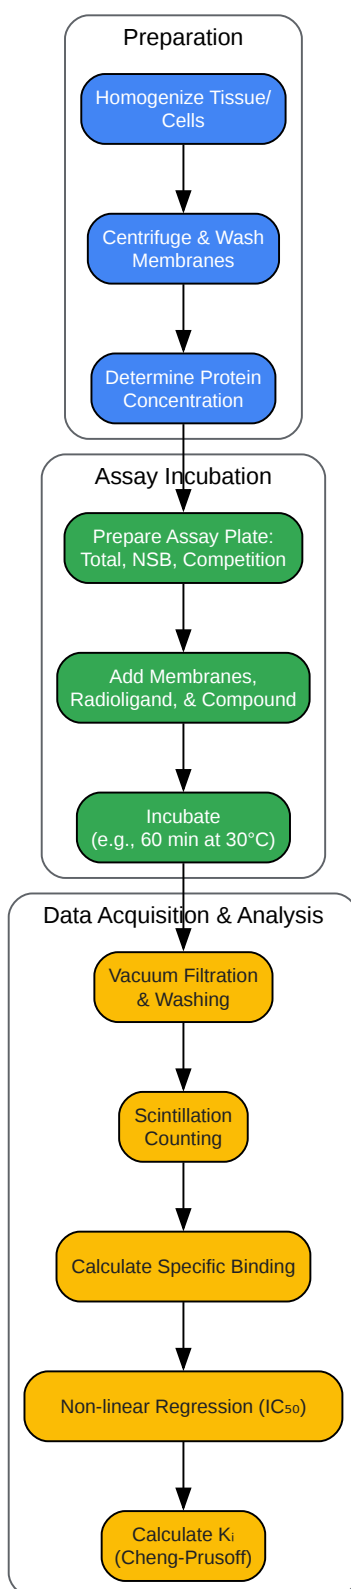 Preparation
Homogenize Tissue/
Cells
Centrifuge & Wash
Membranes
Determine Protein
Concentration
Assay Incubation
Prepare Assay Plate:
Total, NSB, Competition
Add Membranes,
Radioligand, & Compound
Incubate
(e.g., 60 min at 30°C)
Data Acquisition & Analysis
Vacuum Filtration
& Washing
Scintillation
Counting
Calculate Specific Binding
Non-linear Regression (IC₅₀)
Calculate Kᵢ
(Cheng-Prusoff)